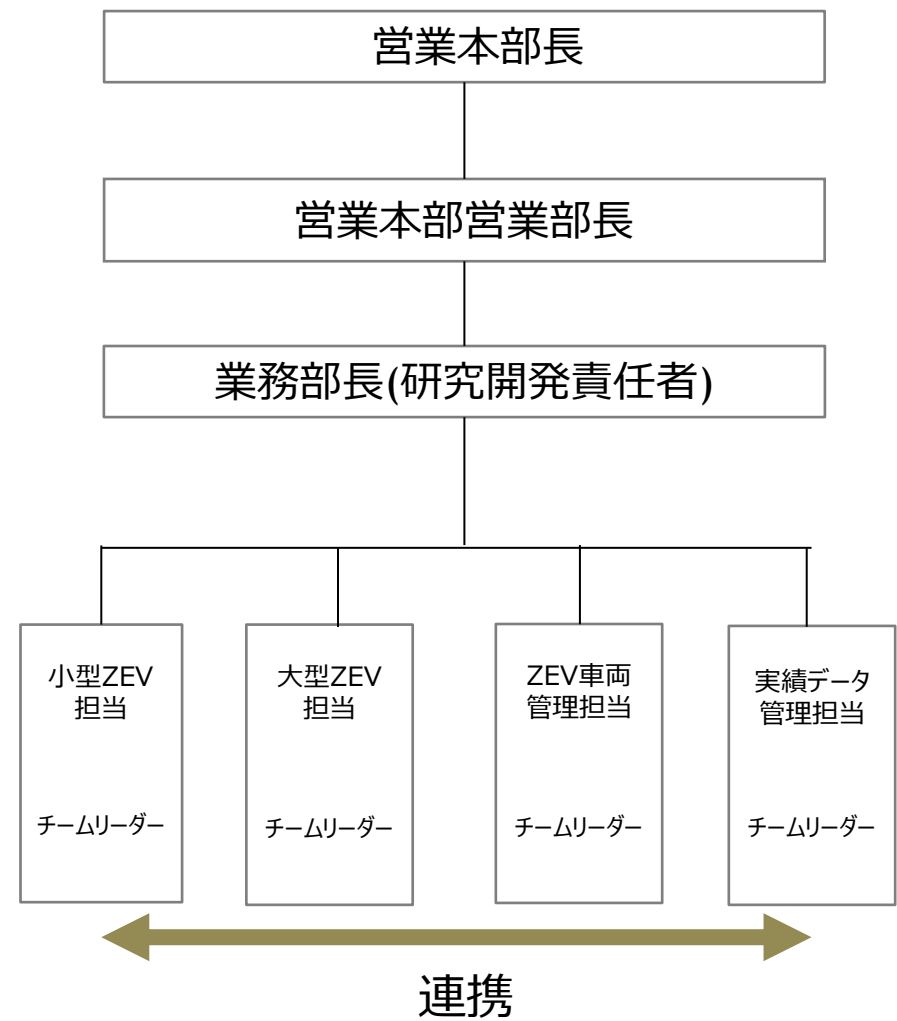 営業本部長
営業本部営業部長
業務部長(研究開発責任者)
小型ZEV
担当
チームリーダー
大型ZEV
担当
チームリーダー
ZEV車両
管理担当
チームリーダー
実績データ
管理担当
チームリーダー
連携